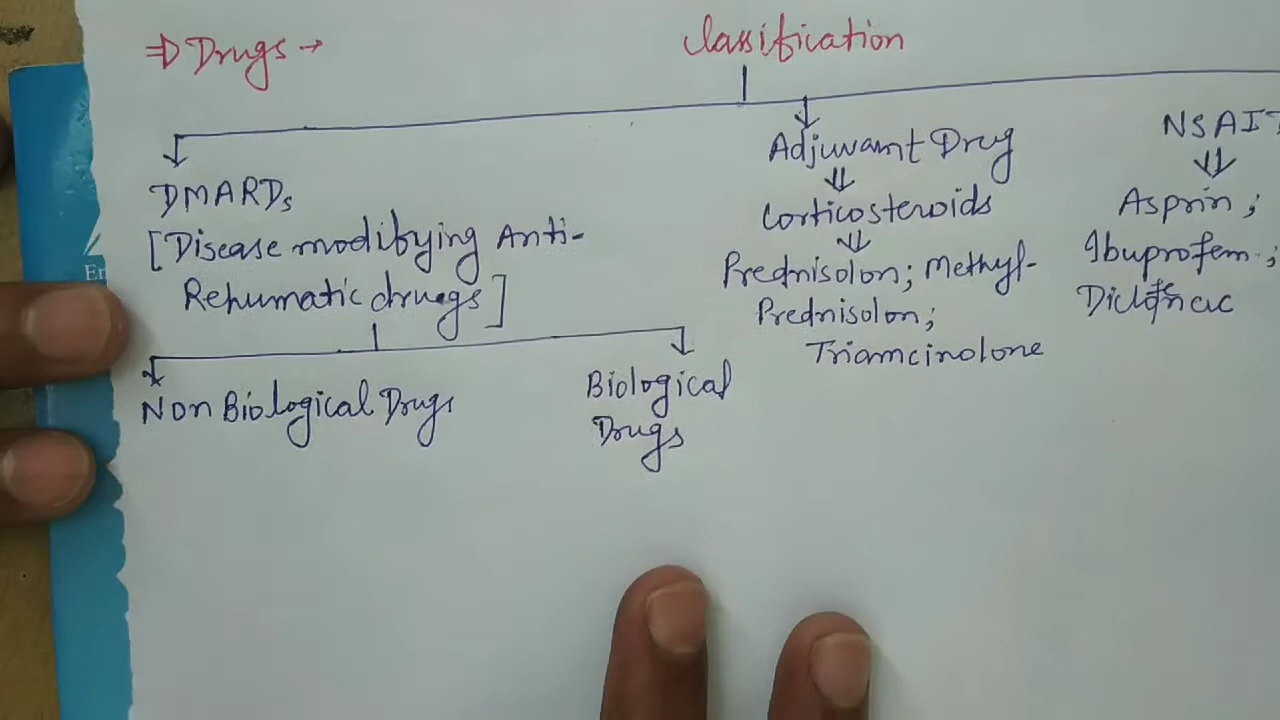 ⇒ Drugs →
Classification
DMARDs
[Disease modifying Anti-
Rehumatic drugs]
Non Biological Drugs
Biological
Drugs
Adjuvant Drug
⇓
Corticosteroids
⇓
Prednisolon; Methyl-
Prednisolon;
Triamcinolone
NSAI
⇓
Asprin;
Ibuprofen;
En